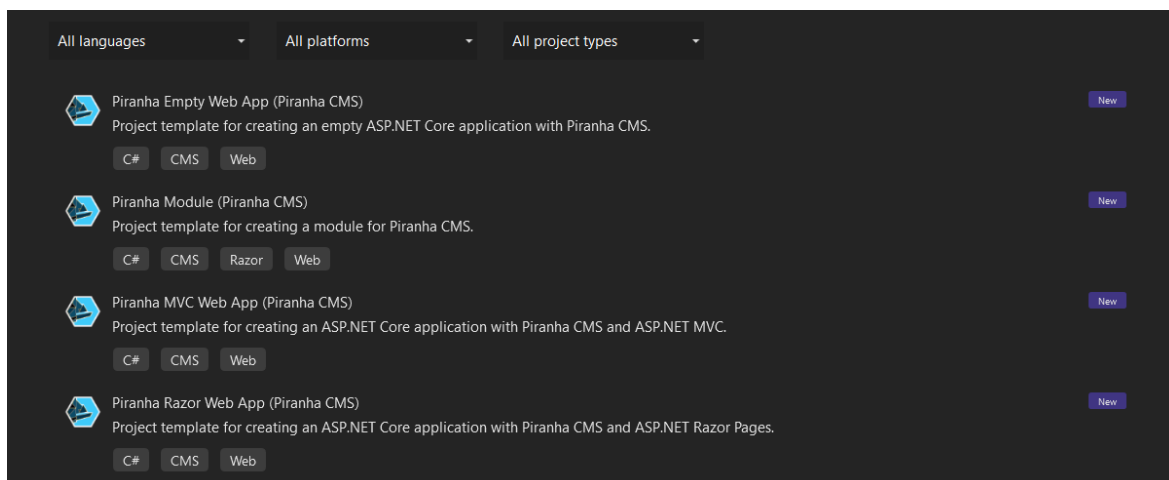 All languages All platforms All project types
Piranha Empty Web App (Piranha CMS) New
Project template for creating an empty ASP.NET Core application with Piranha CMS.
C# CMS Web
Piranha Module (Piranha CMS) New
Project template for creating a module for Piranha CMS.
C# CMS Razor Web
Piranha MVC Web App (Piranha CMS) New
Project template for creating an ASP.NET Core application with Piranha CMS and ASP.NET MVC.
C# CMS Web
Piranha Razor Web App (Piranha CMS) New
Project template for creating an ASP.NET Core application with Piranha CMS and ASP.NET Razor Pages.
C# CMS Web